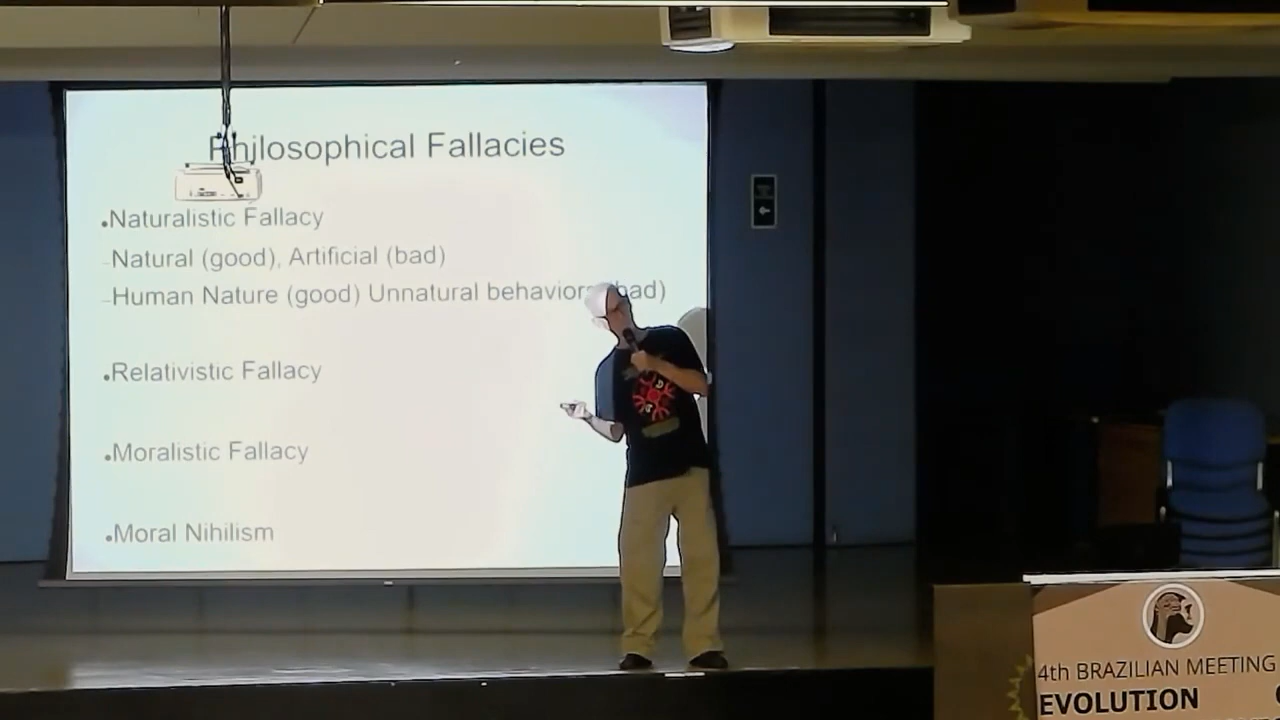 Philosophical Fallacies
Naturalistic Fallacy
Natural (good), Artificial (bad)
Human Nature (good) Unnatural behaviors (bad)
Relativistic Fallacy
Moralistic Fallacy
Moral Nihilism
4th BRAZILIAN MEETING
EVOLUTION